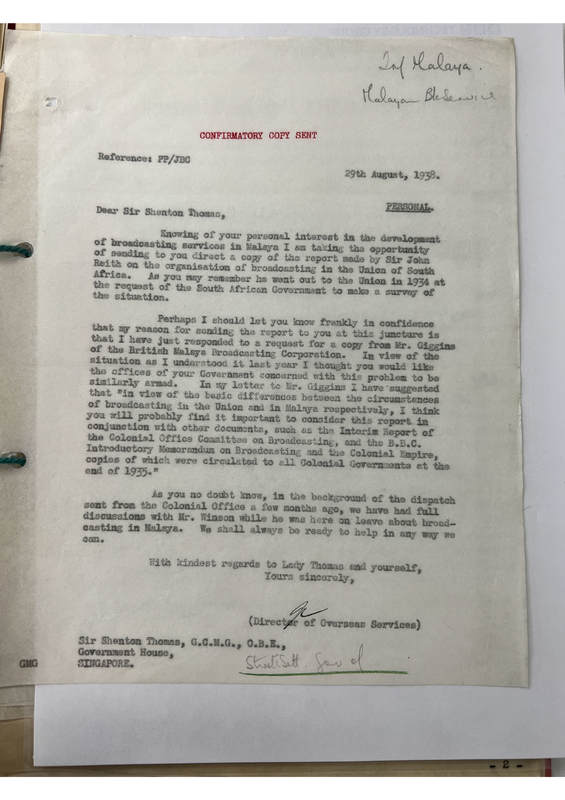 Inf Malaya.
Malayan Bk Service
CONFIRMATORY COPY SENT
Reference: PP/JBC
29th August, 1938.
PERSONAL.
Dear Sir Shenton Thomas,
Knowing of your personal interest in the development
of broadcasting services in Malaya I am taking the opportunity
of sending to you direct a copy of the report made by Sir John
Reith on the organisation of broadcasting in the Union of South
Africa. As you may remember he went out to the Union in 1934 at
the request of the South African Government to make a survey of
the situation.
Perhaps I should let you know frankly in confidence
that my reason for sending the report to you at this juncture is
that I have just responded to a request for a copy from Mr. Giggins
of the British Malaya Broadcasting Corporation. In view of the
situation as I understood it last year I thought you would like
the offices of your Government concerned with this problem to be
similarly armed. In my letter to Mr. Giggins I have suggested
that "in view of the basic differences between the circumstances
of broadcasting in the Union and in Malaya respectively, I think
you will probably find it important to consider this report in
conjunction with other documents, such as the Interim Report of
the Colonial Office Committee on Broadcasting, and the B.B.C.
Introductory Memorandum on Broadcasting and the Colonial Empire,
copies of which were circulated to all Colonial Governments at the
end of 1935."
As you no doubt know, in the background of the dispatch
sent from the Colonial Office a few months ago, we have had full
discussions with Mr. Winson while he was here on leave about broad-
casting in Malaya. We shall always be ready to help in any way we
can.
With kindest regards to Lady Thomas and yourself,
Yours sincerely,
(Director of Overseas Services)
Sir Shenton Thomas, G.C.M.G., O.B.E.,
Government House,
GMG SINGAPORE.
Straits Sett. Gov of
- 2 -